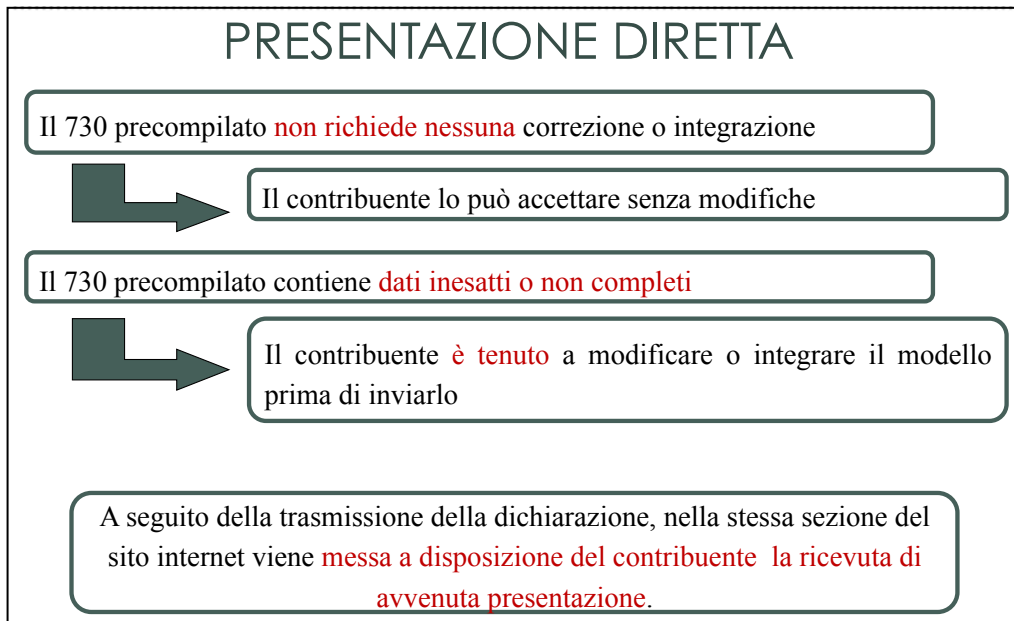 PRESENTAZIONE DIRETTA
Il 730 precompilato non richiede nessuna correzione o integrazione
Il contribuente lo può accettare senza modifiche
Il 730 precompilato contiene dati inesatti o non completi
Il contribuente è tenuto a modificare o integrare il modello
prima di inviarlo
A seguito della trasmissione della dichiarazione, nella stessa sezione del
sito internet viene messa a disposizione del contribuente la ricevuta di
avvenuta presentazione.